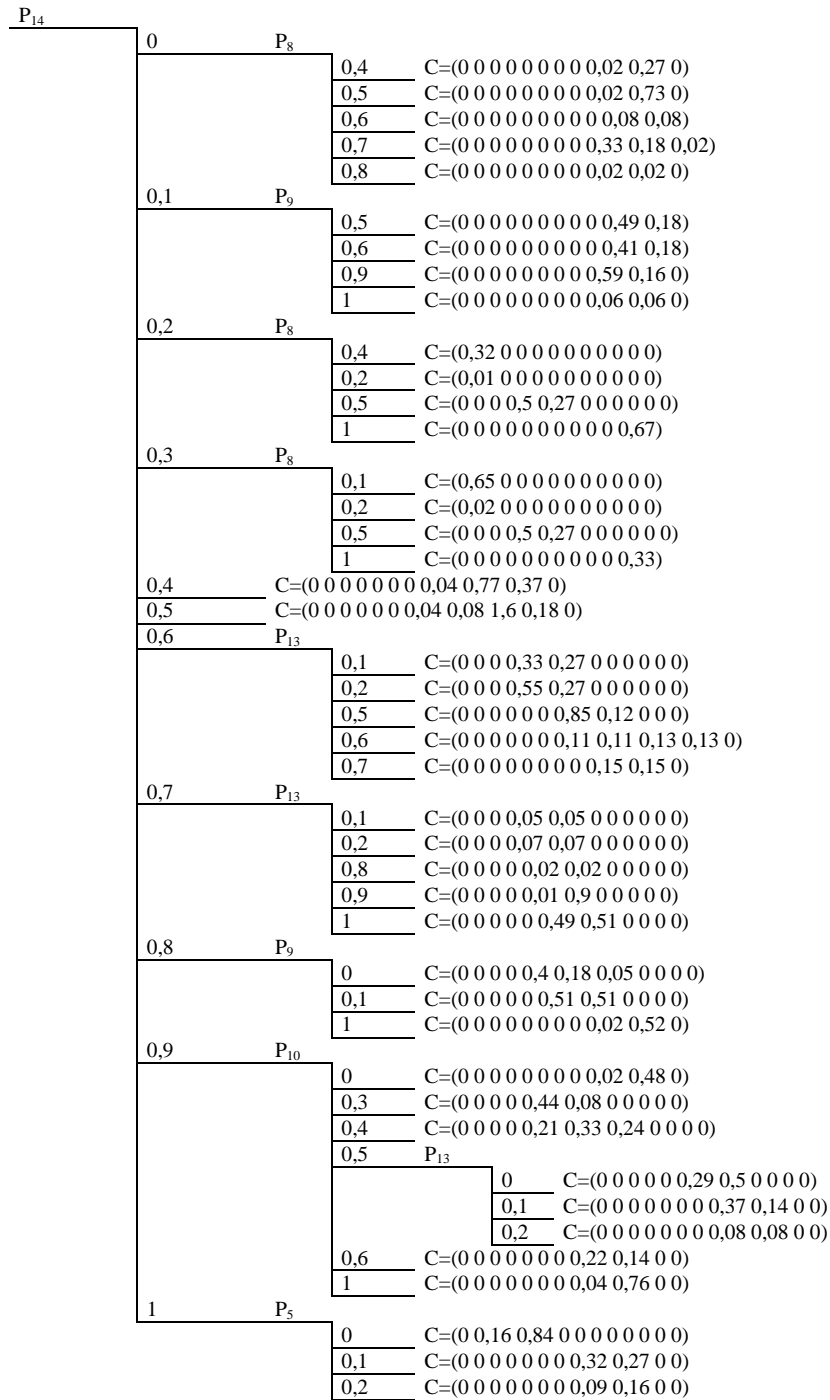 P₁₄
0 P₈
0,4 C=(0 0 0 0 0 0 0 0 0,02 0,27 0)
0,5 C=(0 0 0 0 0 0 0 0 0,02 0,73 0)
0,6 C=(0 0 0 0 0 0 0 0 0 0,08 0,08)
0,7 C=(0 0 0 0 0 0 0 0 0,33 0,18 0,02)
0,8 C=(0 0 0 0 0 0 0 0 0,02 0,02 0)
0,1 P₉
0,5 C=(0 0 0 0 0 0 0 0 0 0,49 0,18)
0,6 C=(0 0 0 0 0 0 0 0 0 0,41 0,18)
0,9 C=(0 0 0 0 0 0 0 0 0,59 0,16 0)
1 C=(0 0 0 0 0 0 0 0 0,06 0,06 0)
0,2 P₈
0,4 C=(0,32 0 0 0 0 0 0 0 0 0 0)
0,2 C=(0,01 0 0 0 0 0 0 0 0 0 0)
0,5 C=(0 0 0 0,5 0,27 0 0 0 0 0 0)
1 C=(0 0 0 0 0 0 0 0 0 0 0,67)
0,3 P₈
0,1 C=(0,65 0 0 0 0 0 0 0 0 0 0)
0,2 C=(0,02 0 0 0 0 0 0 0 0 0 0)
0,5 C=(0 0 0 0,5 0,27 0 0 0 0 0 0)
1 C=(0 0 0 0 0 0 0 0 0 0 0,33)
0,4 C=(0 0 0 0 0 0 0 0,04 0,77 0,37 0)
0,5 C=(0 0 0 0 0 0 0,04 0,08 1,6 0,18 0)
0,6 P₁₃
0,1 C=(0 0 0 0,33 0,27 0 0 0 0 0 0)
0,2 C=(0 0 0 0,55 0,27 0 0 0 0 0 0)
0,5 C=(0 0 0 0 0 0 0,85 0,12 0 0 0)
0,6 C=(0 0 0 0 0 0 0,11 0,11 0,13 0,13 0)
0,7 C=(0 0 0 0 0 0 0 0 0,15 0,15 0)
0,7 P₁₃
0,1 C=(0 0 0 0,05 0,05 0 0 0 0 0 0)
0,2 C=(0 0 0 0,07 0,07 0 0 0 0 0 0)
0,8 C=(0 0 0 0 0,02 0,02 0 0 0 0 0)
0,9 C=(0 0 0 0 0,01 0,9 0 0 0 0 0)
1 C=(0 0 0 0 0 0,49 0,51 0 0 0 0)
0,8 P₉
0 C=(0 0 0 0 0,4 0,18 0,05 0 0 0 0)
0,1 C=(0 0 0 0 0 0,51 0,51 0 0 0 0)
1 C=(0 0 0 0 0 0 0 0 0,02 0,52 0)
0,9 P₁₀
0 C=(0 0 0 0 0 0 0 0 0,02 0,48 0)
0,3 C=(0 0 0 0 0,44 0,08 0 0 0 0 0)
0,4 C=(0 0 0 0 0,21 0,33 0,24 0 0 0 0)
0,5 P₁₃
0 C=(0 0 0 0 0 0,29 0,5 0 0 0 0)
0,1 C=(0 0 0 0 0 0 0 0,37 0,14 0 0)
0,2 C=(0 0 0 0 0 0 0 0,08 0,08 0 0)
0,6 C=(0 0 0 0 0 0 0 0,22 0,14 0 0)
1 C=(0 0 0 0 0 0 0 0,04 0,76 0 0)
1 P₅
0 C=(0 0,16 0,84 0 0 0 0 0 0 0 0)
0,1 C=(0 0 0 0 0 0 0 0,32 0,27 0 0)
0,2 C=(0 0 0 0 0 0 0 0,09 0,16 0 0)